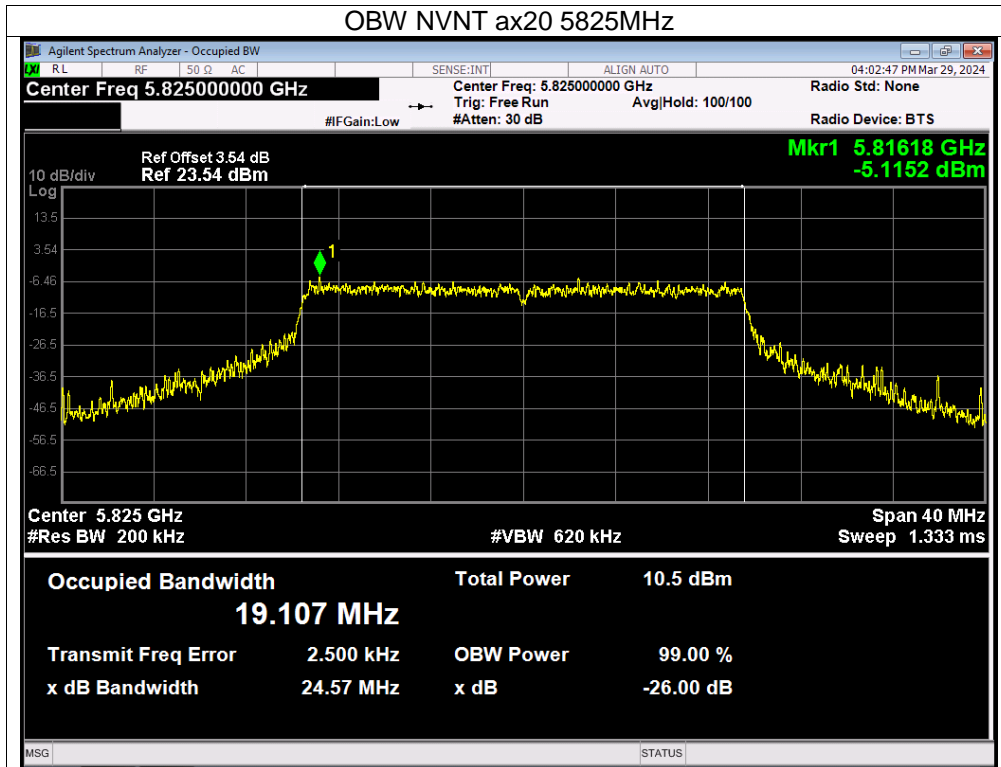 OBW NVNT ax20 5825MHz
Agilent Spectrum Analyzer - Occupied BW
LXI RL RF 50 Ω AC SENSE:INT ALIGN AUTO 04:02:47 PM Mar 29, 2024
Center Freq 5.825000000 GHz Center Freq: 5.825000000 GHz Radio Std: None
Trig: Free Run Avg|Hold: 100/100
#IFGain:Low #Atten: 30 dB Radio Device: BTS
Ref Offset 3.54 dB Mkr1 5.81618 GHz
10 dB/div Ref 23.54 dBm -5.1152 dBm
Log
13.5
3.54
1
-6.46
-16.5
-26.5
-36.5
-46.5
-56.5
-66.5
Center 5.825 GHz Span 40 MHz
#Res BW 200 kHz #VBW 620 kHz Sweep 1.333 ms
Occupied Bandwidth Total Power 10.5 dBm
19.107 MHz
Transmit Freq Error 2.500 kHz OBW Power 99.00 %
x dB Bandwidth 24.57 MHz x dB -26.00 dB
MSG STATUS